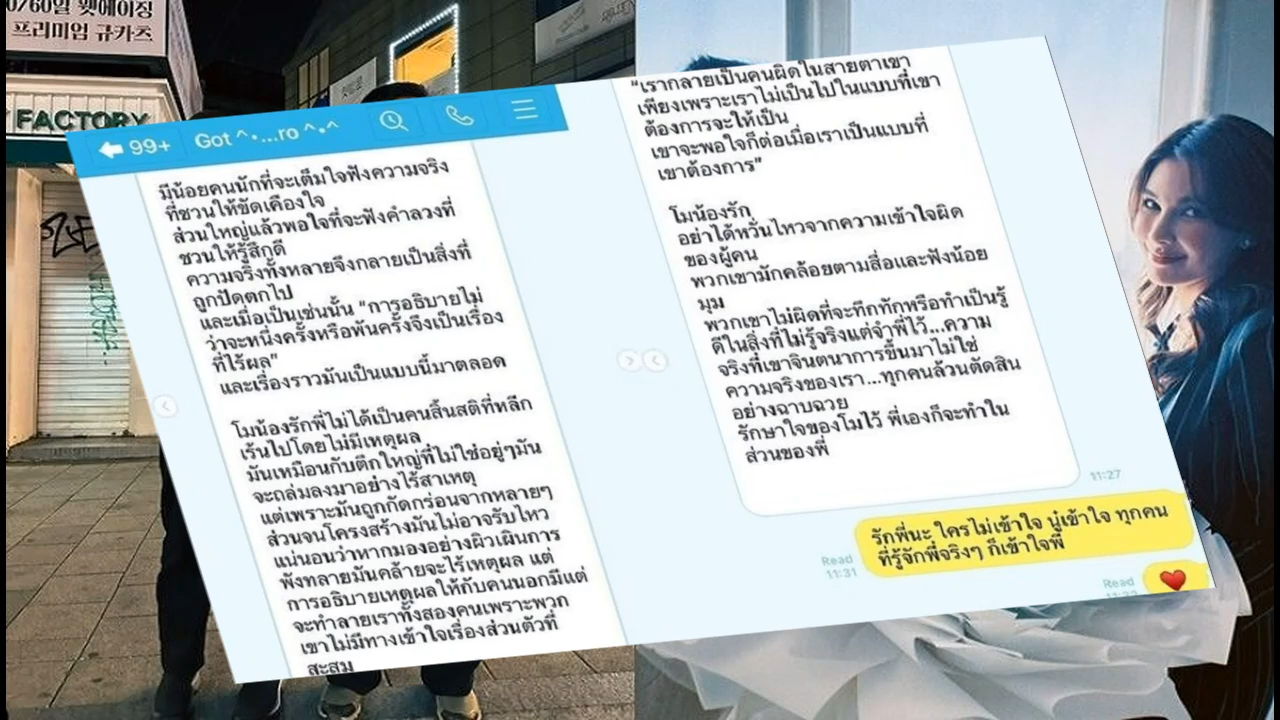 0/60일 웻에이징
프리미엄 규카츠
FACTORY
99+ Got ^•...ro ^•^
มีน้อยคนนักที่จะเต็มใจฟังความจริง
ที่ชวนให้ขัดเคืองใจ
ส่วนใหญ่แล้วพอใจที่จะฟังคำลวงที่
ชวนให้รู้สึกดี
ความจริงทั้งหลายจึงกลายเป็นสิ่งที่
ถูกปัดตกไป
และเมื่อเป็นเช่นนั้น "การอธิบายไม่
ว่าจะหนึ่งครั้งหรือพันครั้งจึงเป็นเรื่อง
ที่ไร้ผล"
และเรื่องราวมันเป็นแบบนี้มาตลอด
โมน้องรักพี่ไม่ได้เป็นคนสิ้นสติที่หลีก
เร้นไปโดยไม่มีเหตุผล
มันเหมือนกับตึกใหญ่ที่ไม่ใช่อยู่ๆมัน
จะถล่มลงมาอย่างไร้สาเหตุ
แต่เพราะมันถูกกัดกร่อนจากหลายๆ
ส่วนจนโครงสร้างมันไม่อาจรับไหว
แน่นอนว่าหากมองอย่างผิวเผินการ
พังทลายมันคล้ายจะไร้เหตุผล แต่
การอธิบายเหตุผลให้กับคนนอกมีแต่
จะทำลายเราทั้งสองคนเพราะพวก
เขาไม่มีทางเข้าใจเรื่องส่วนตัวที่
สะสม
"เรากลายเป็นคนผิดในสายตาเขา
เพียงเพราะเราไม่เป็นไปในแบบที่เขา
ต้องการจะให้เป็น
เขาจะพอใจก็ต่อเมื่อเราเป็นแบบที่
เขาต้องการ"
โมน้องรัก
อย่าได้หวั่นไหวจากความเข้าใจผิด
ของผู้คน
พวกเขามักคล้อยตามสื่อและฟังน้อย
มุม
พวกเขาไม่ผิดที่จะทึกทักหรือทำเป็นรู้
ดีในสิ่งที่ไม่รู้จริงแต่จำพี่ไว้...ความ
จริงที่เขาจินตนาการขึ้นมาไม่ใช่
ความจริงของเรา...ทุกคนล้วนตัดสิน
อย่างฉาบฉวย
รักษาใจของโมไว้ พี่เองก็จะทำใน
ส่วนของพี่
11:27
รักพี่นะ ใครไม่เข้าใจ นู๋เข้าใจ ทุกคน
ที่รู้จักพี่จริงๆ ก็เข้าใจพี่
Read
11:31
Read